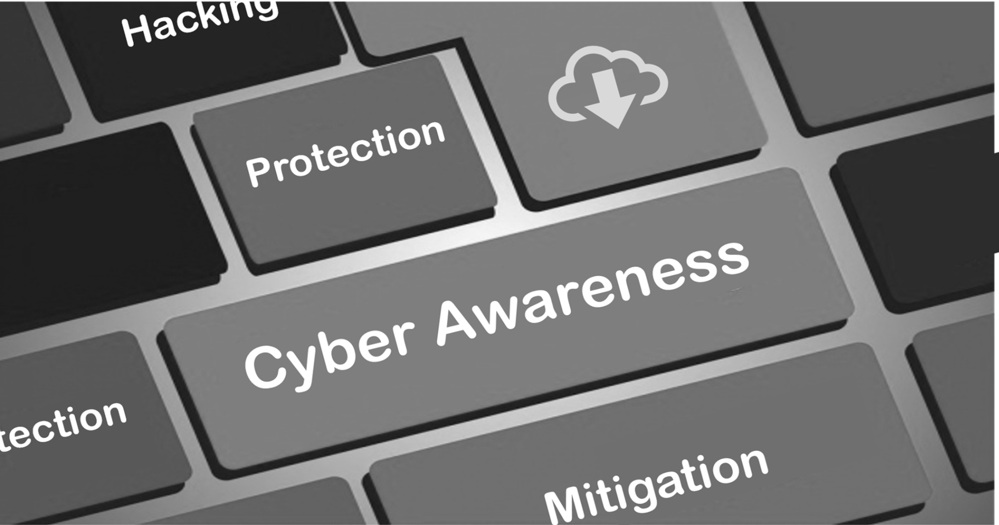 Hacking
Protection
Cyber Awareness
tection
Mitigation